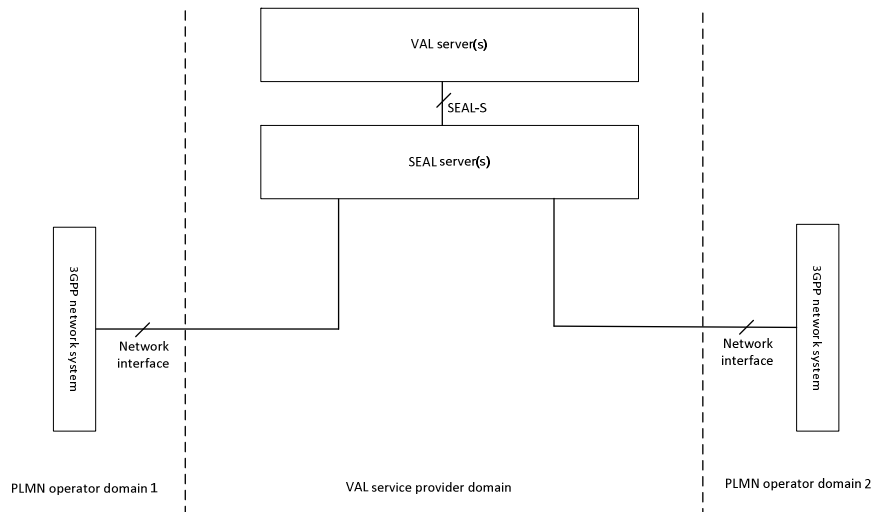 VAL server(s)
SEAL-S
SEAL server(s)
3GPP network system
Network
interface
3GPP network system
Network
interface
PLMN operator domain 1
VAL service provider domain
PLMN operator domain 2